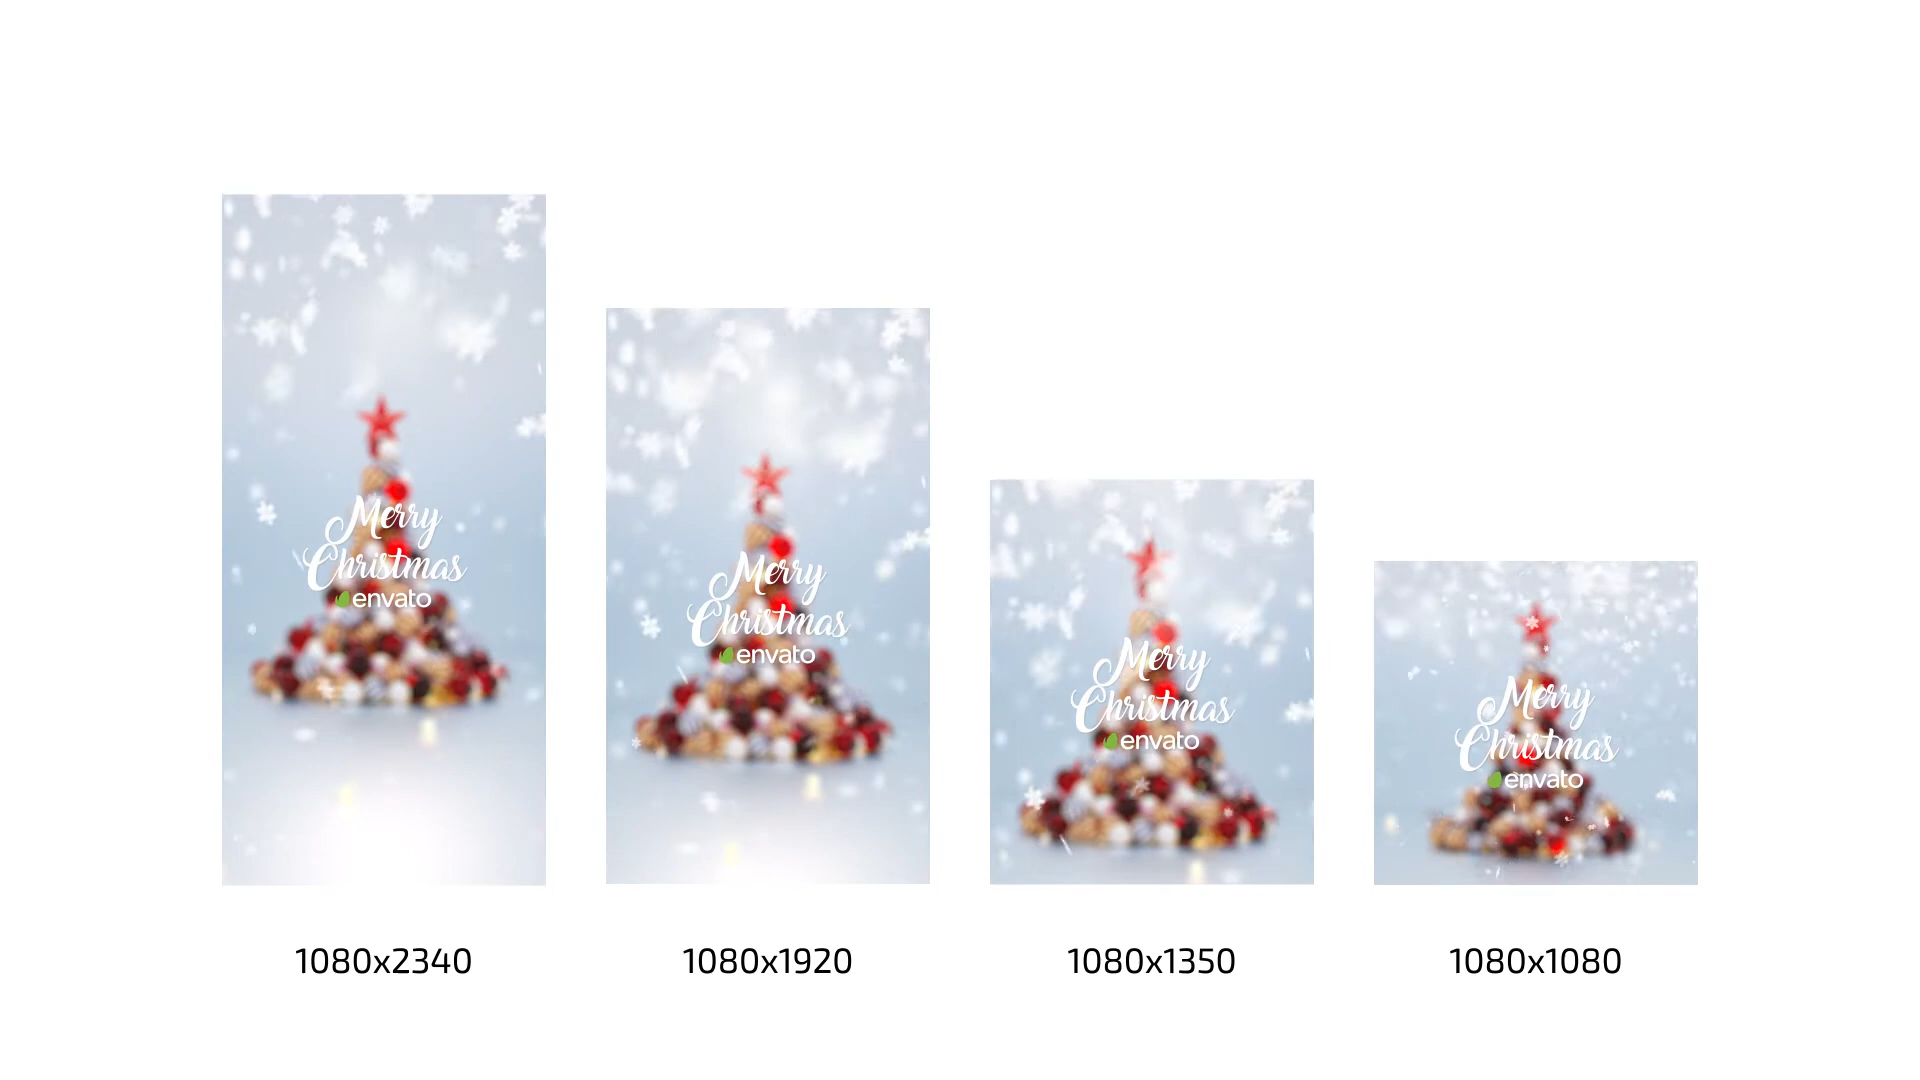 Merry
Christmas
envato
1080x2340
Merry
Christmas
envato
1080x1920
Merry
Christmas
envato
1080x1350
Merry
Christmas
envato
1080x1080